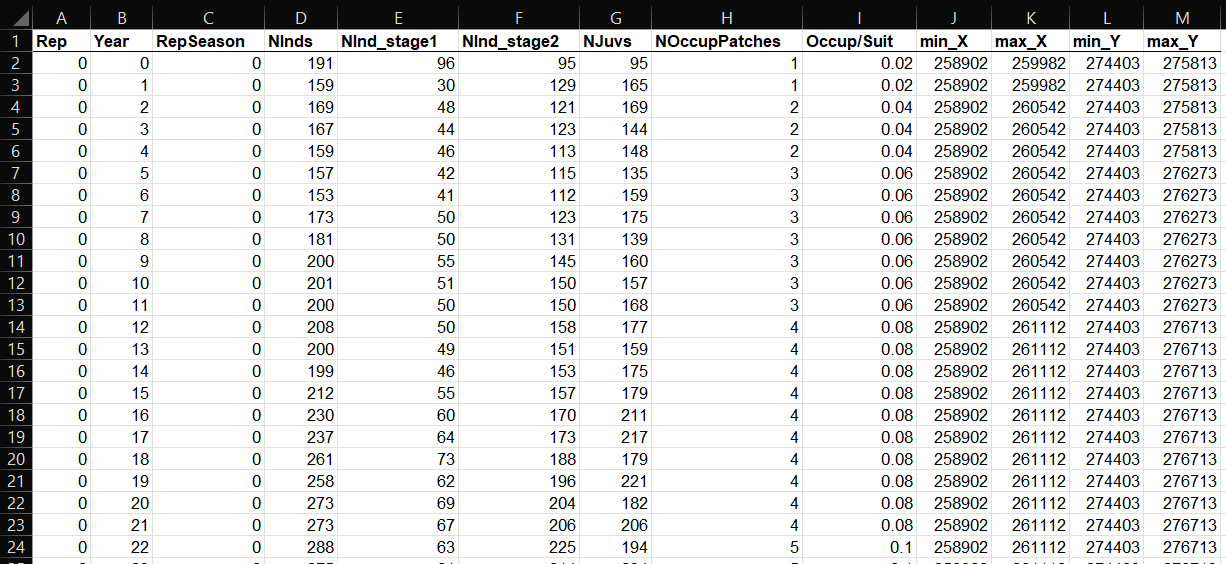 A B C D E F G H I J K L M
1 Rep Year RepSeason NInds NInd_stage1 NInd_stage2 NJuvs NOccupPatches Occup/Suit min_X max_X min_Y max_Y
2 0 0 0 191 96 95 95 1 0.02 258902 259982 274403 275813
3 0 1 0 159 30 129 165 1 0.02 258902 259982 274403 275813
4 0 2 0 169 48 121 169 2 0.04 258902 260542 274403 275813
5 0 3 0 167 44 123 144 2 0.04 258902 260542 274403 275813
6 0 4 0 159 46 113 148 2 0.04 258902 260542 274403 275813
7 0 5 0 157 42 115 135 3 0.06 258902 260542 274403 276273
8 0 6 0 153 41 112 159 3 0.06 258902 260542 274403 276273
9 0 7 0 173 50 123 175 3 0.06 258902 260542 274403 276273
10 0 8 0 181 50 131 139 3 0.06 258902 260542 274403 276273
11 0 9 0 200 55 145 160 3 0.06 258902 260542 274403 276273
12 0 10 0 201 51 150 157 3 0.06 258902 260542 274403 276273
13 0 11 0 200 50 150 168 3 0.06 258902 260542 274403 276273
14 0 12 0 208 50 158 177 4 0.08 258902 261112 274403 276713
15 0 13 0 200 49 151 159 4 0.08 258902 261112 274403 276713
16 0 14 0 199 46 153 175 4 0.08 258902 261112 274403 276713
17 0 15 0 212 55 157 179 4 0.08 258902 261112 274403 276713
18 0 16 0 230 60 170 211 4 0.08 258902 261112 274403 276713
19 0 17 0 237 64 173 217 4 0.08 258902 261112 274403 276713
20 0 18 0 261 73 188 179 4 0.08 258902 261112 274403 276713
21 0 19 0 258 62 196 221 4 0.08 258902 261112 274403 276713
22 0 20 0 273 69 204 182 4 0.08 258902 261112 274403 276713
23 0 21 0 273 67 206 206 4 0.08 258902 261112 274403 276713
24 0 22 0 288 63 225 194 5 0.1 258902 261112 274403 276713